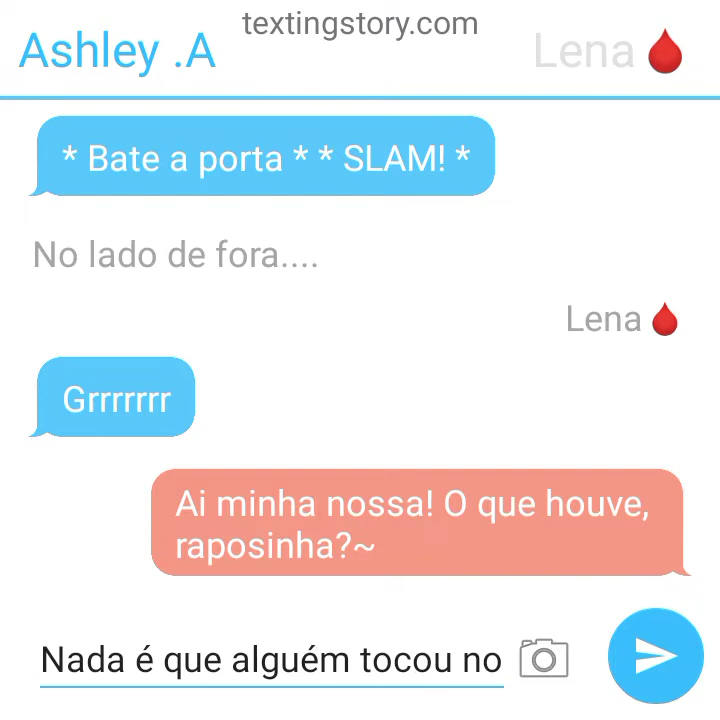 textingstory.com
Ashley .A
Lena 🩸
* Bate a porta * * SLAM! *
No lado de fora....
Lena 🩸
Grrrrrrr
Ai minha nossa! O que houve,
raposinha?~
Nada é que alguém tocou no